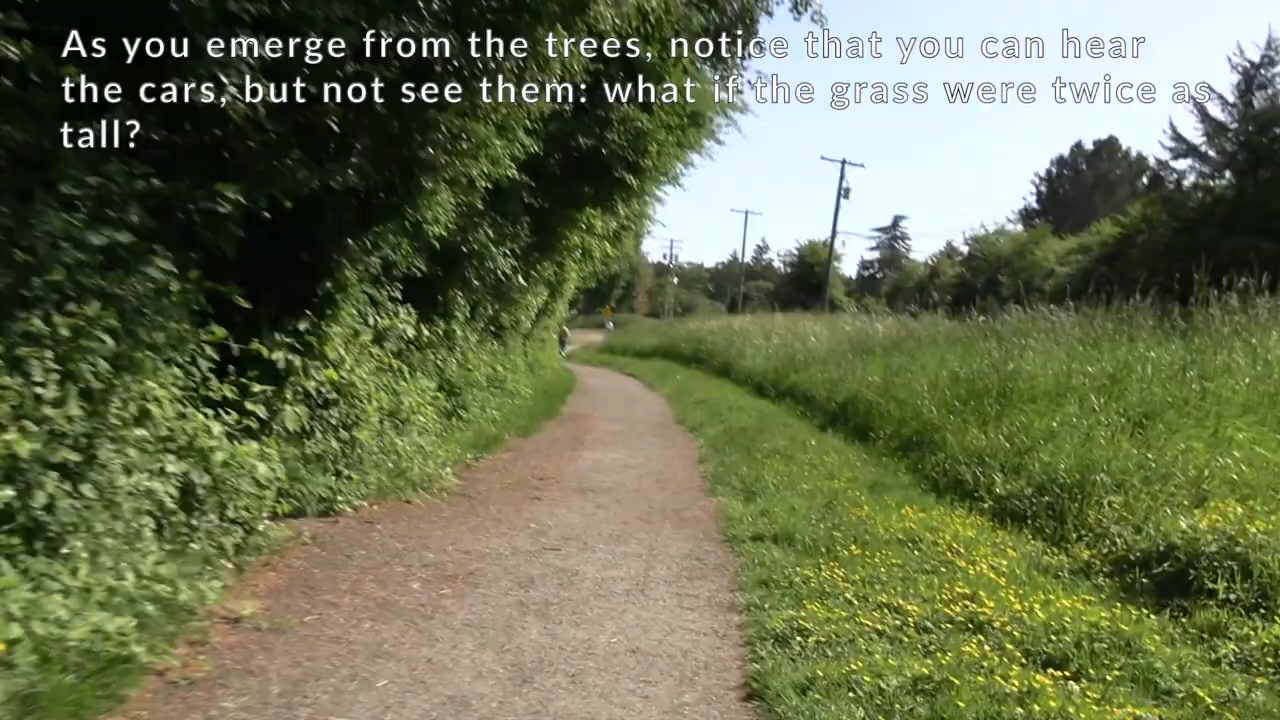 As you emerge from the trees, notice that you can hear
the cars, but not see them: what if the grass were twice as
tall?